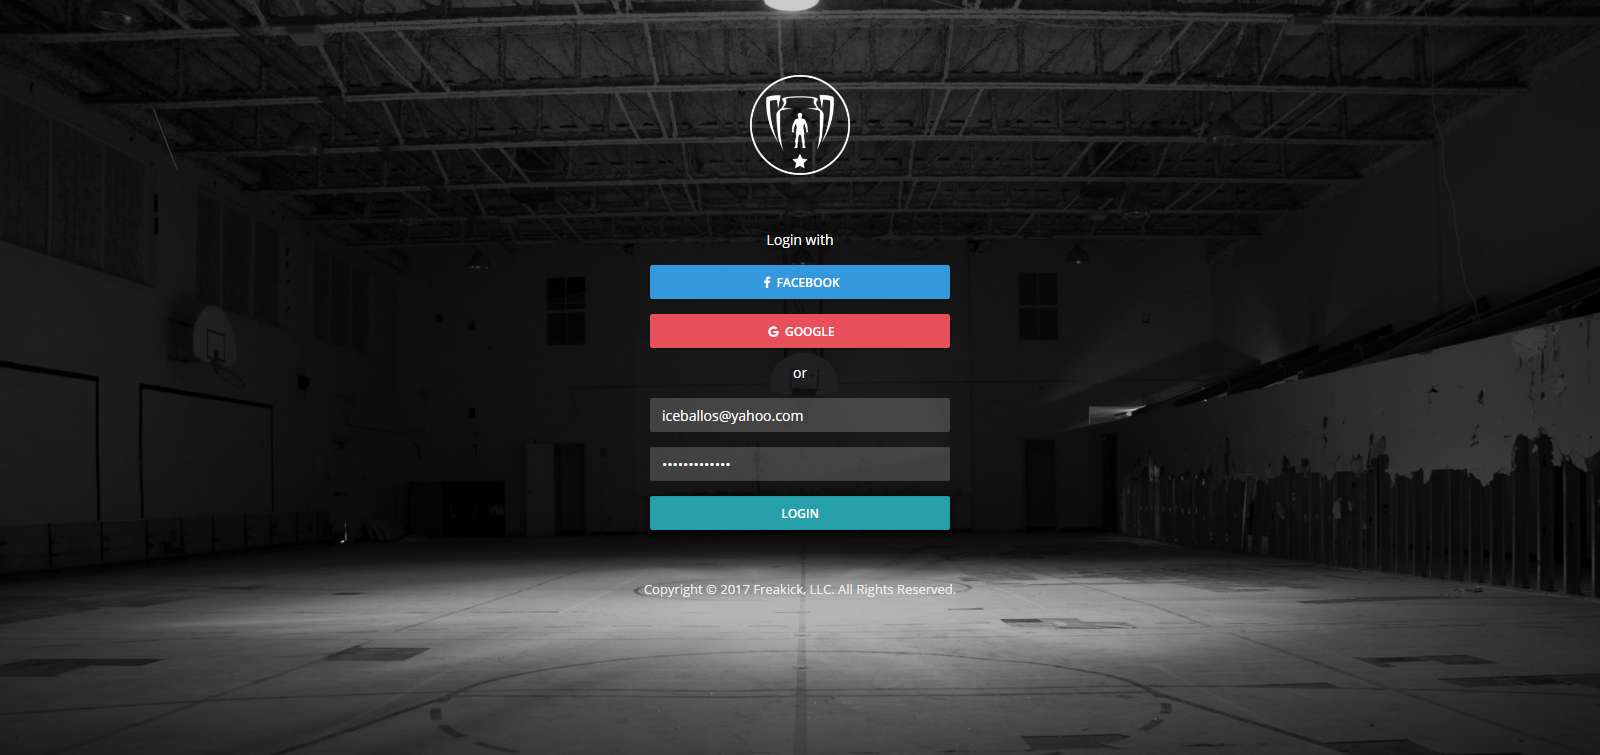 Login with
FACEBOOK
GOOGLE
or
iceballos@yahoo.com
•••••••••••••
LOGIN
Copyright © 2017 Freakick, LLC. All Rights Reserved.